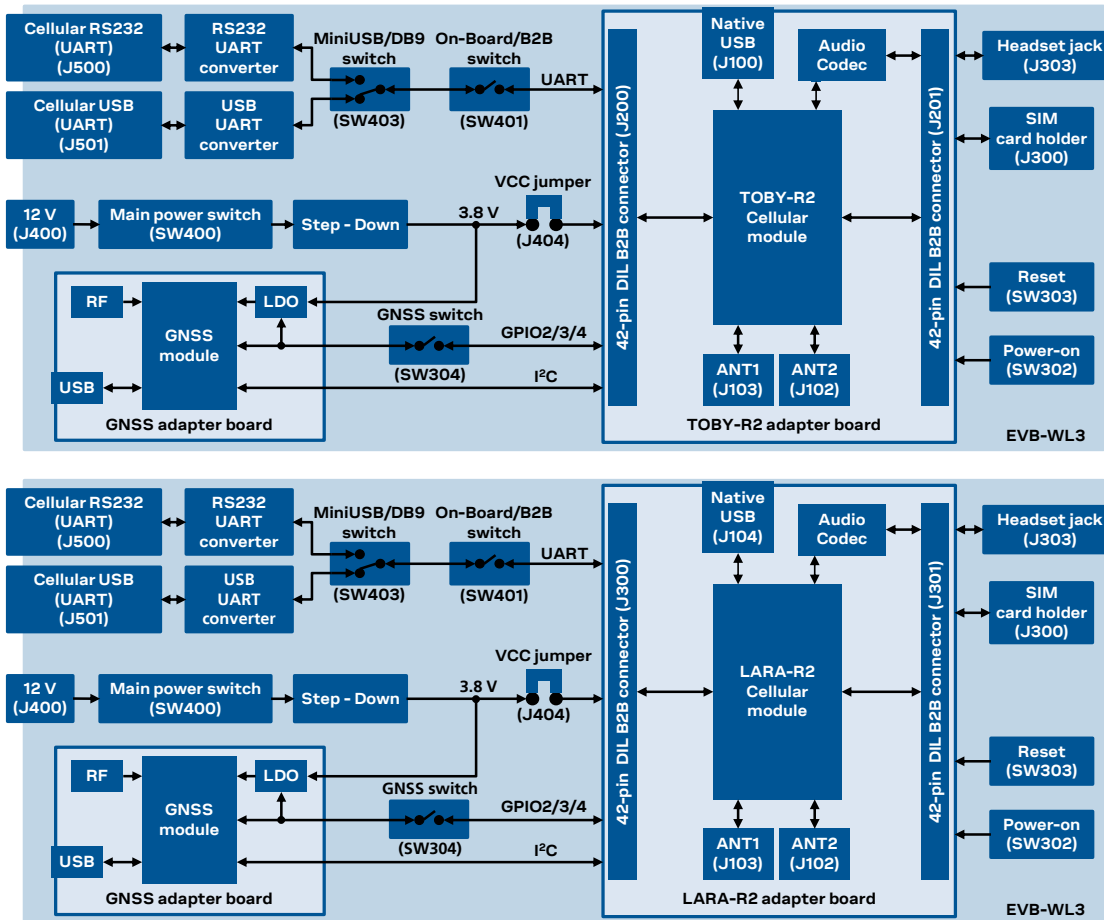 Cellular RS232
(UART)
(J500)
RS232
UART
converter
MiniUSB/DB9
switch
(SW403)
On-Board/B2B
switch
(SW401)
UART
Cellular USB
(UART)
(J501)
USB
UART
converter
12 V
(J400)
Main power switch
(SW400)
Step - Down
3.8 V
VCC jumper
(J404)
RF
GNSS
module
LDO
USB
GNSS adapter board
GNSS switch
(SW304)
GPIO2/3/4
I²C
42-pin DIL B2B connector (J200)
Native
USB
(J100)
Audio
Codec
TOBY-R2
Cellular
module
ANT1
(J103)
ANT2
(J102)
42-pin DIL B2B connector (J201)
TOBY-R2 adapter board
Headset jack
(J303)
SIM
card holder
(J300)
Reset
(SW303)
Power-on
(SW302)
EVB-WL3
Cellular RS232
(UART)
(J500)
RS232
UART
converter
MiniUSB/DB9
switch
(SW403)
On-Board/B2B
switch
(SW401)
UART
Cellular USB
(UART)
(J501)
USB
UART
converter
12 V
(J400)
Main power switch
(SW400)
Step - Down
3.8 V
VCC jumper
(J404)
RF
GNSS
module
LDO
USB
GNSS adapter board
GNSS switch
(SW304)
GPIO2/3/4
I²C
42-pin DIL B2B connector (J300)
Native
USB
(J104)
Audio
Codec
LARA-R2
Cellular
module
ANT1
(J103)
ANT2
(J102)
42-pin DIL B2B connector (J301)
LARA-R2 adapter board
Headset jack
(J303)
SIM
card holder
(J300)
Reset
(SW303)
Power-on
(SW302)
EVB-WL3